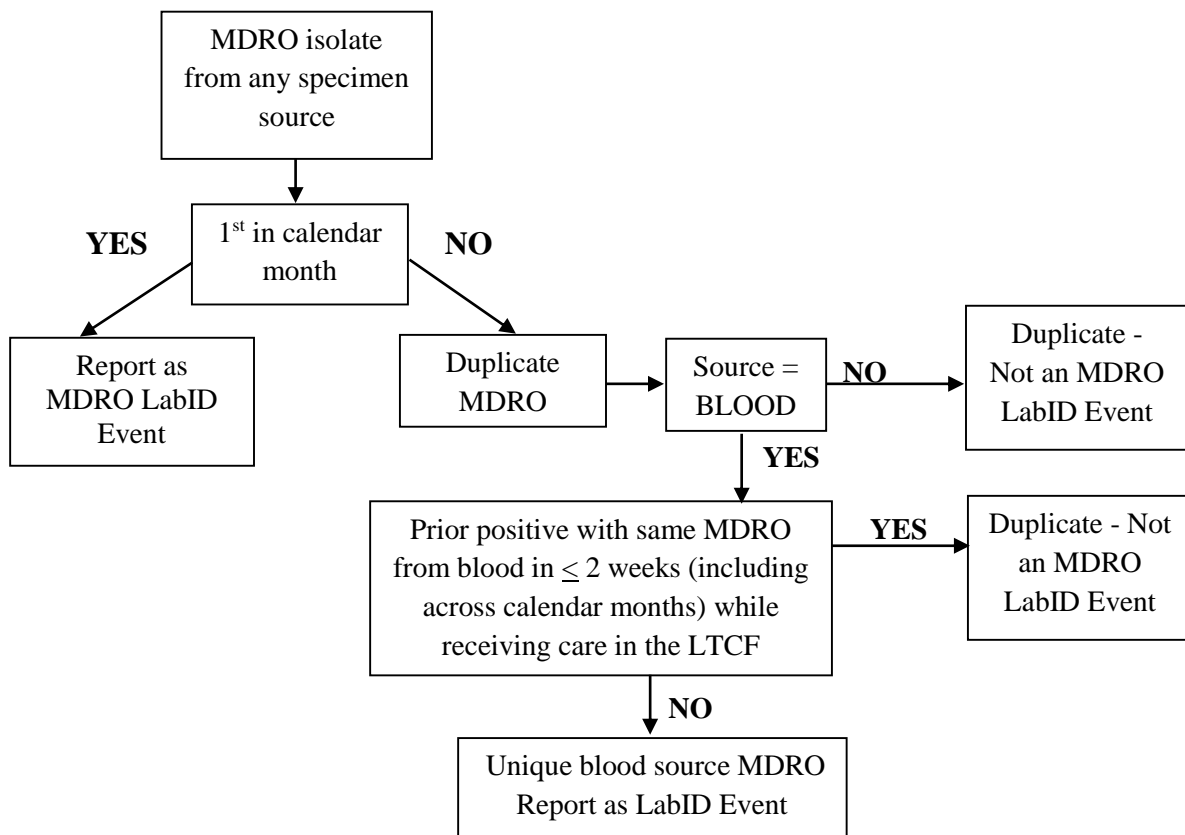 MDRO isolate
from any specimen
source
YES
1st in calendar
month
NO
Report as
MDRO LabID
Event
Duplicate
MDRO
Source =
BLOOD
NO
Duplicate -
Not an MDRO
LabID Event
YES
Prior positive with same MDRO
from blood in ≤ 2 weeks (including
across calendar months) while
receiving care in the LTCF
YES
Duplicate - Not
an MDRO
LabID Event
NO
Unique blood source MDRO
Report as LabID Event